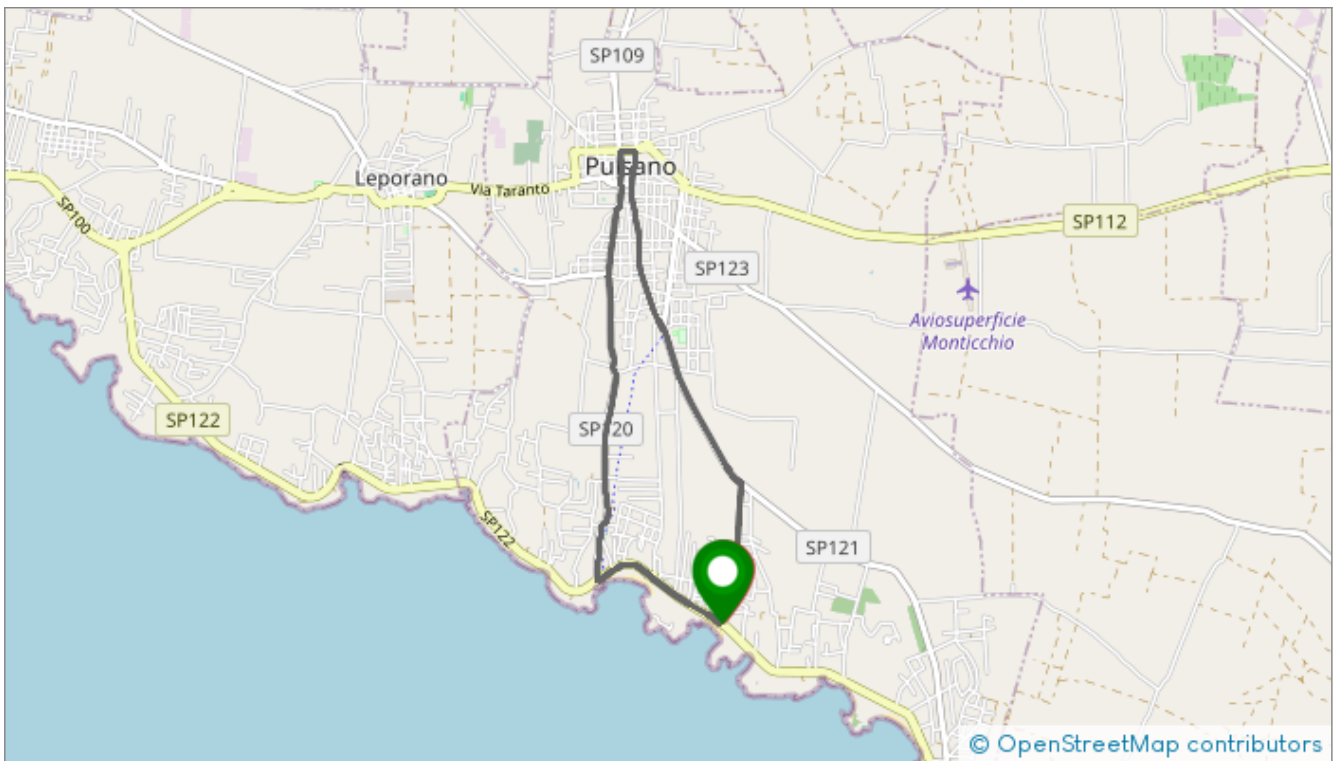 SP109
Pulsano
Leporano
Via Taranto
SP100
SP112
SP123
Aviosuperficie
Monticchio
SP122
SP120
SP122
SP121
© OpenStreetMap contributors